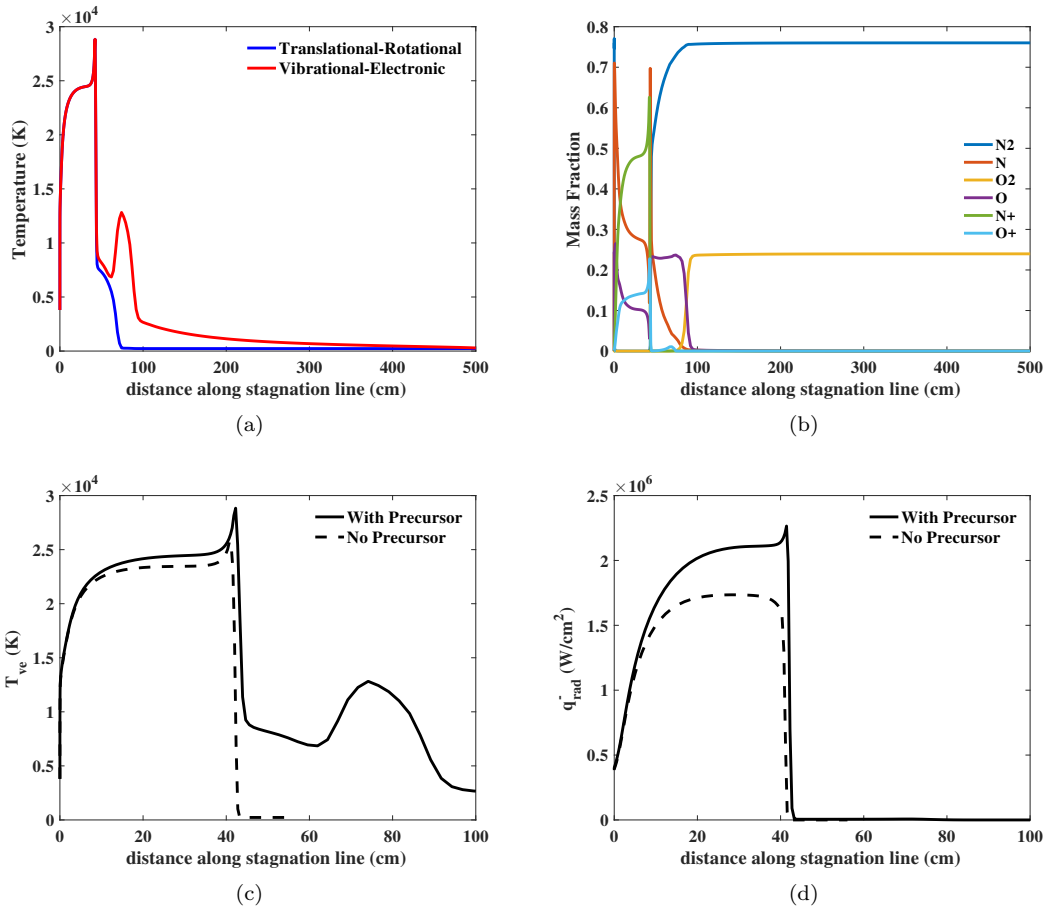 ×10⁴
3
2.5
2
1.5
1
0.5
0
Temperature (K)
Translational-Rotational
Vibrational-Electronic
0 100 200 300 400 500
distance along stagnation line (cm)
(a)
0.8
0.7
0.6
0.5
0.4
0.3
0.2
0.1
0
Mass Fraction
N2
N
O2
O
N+
O+
0 100 200 300 400 500
distance along stagnation line (cm)
(b)
×10⁴
3
2.5
2
1.5
1
0.5
0
T_ve (K)
With Precursor
No Precursor
0 20 40 60 80 100
distance along stagnation line (cm)
(c)
×10⁶
2.5
2
1.5
1
0.5
0
q⁻_rad (W/cm²)
With Precursor
No Precursor
0 20 40 60 80 100
distance along stagnation line (cm)
(d)